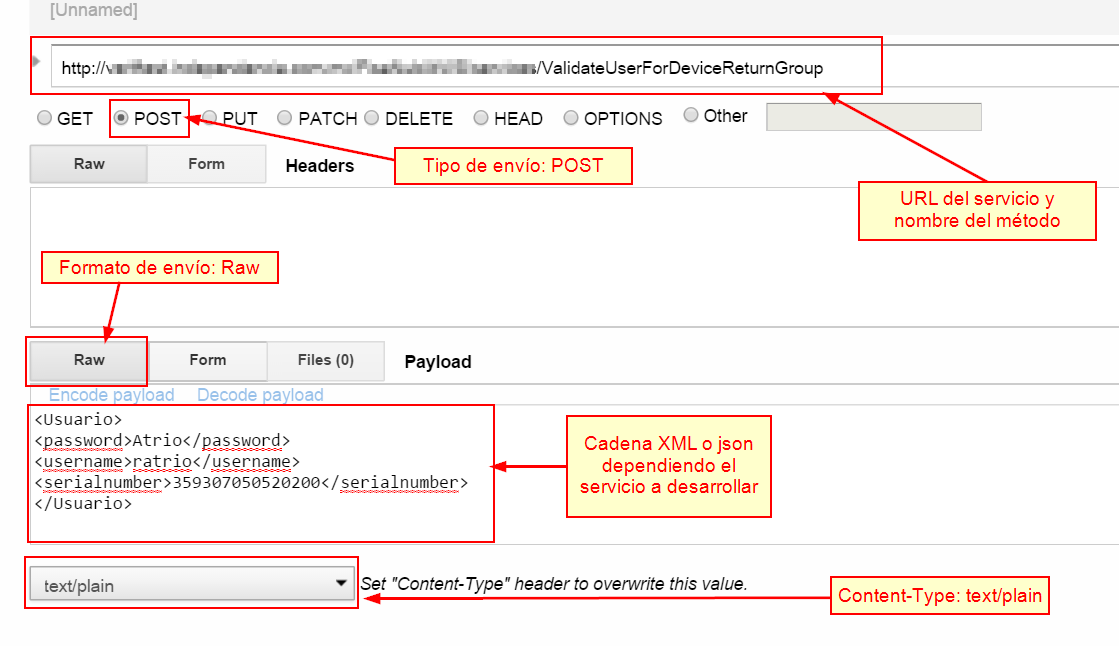 [Unnamed]
http:// /ValidateUserForDeviceReturnGroup
GET POST PUT PATCH DELETE HEAD OPTIONS Other
Raw Form Headers
Tipo de envío: POST
URL del servicio y
nombre del método
Formato de envío: Raw
Raw Form Files (0) Payload
Encode payload Decode payload
<Usuario>
<password>Atrio</password>
<username>ratrio</username>
<serialnumber>359307050520200</serialnumber>
</Usuario>
Cadena XML o json
dependiendo el
servicio a desarrollar
text/plain Set "Content-Type" header to overwrite this value.
Content-Type: text/plain